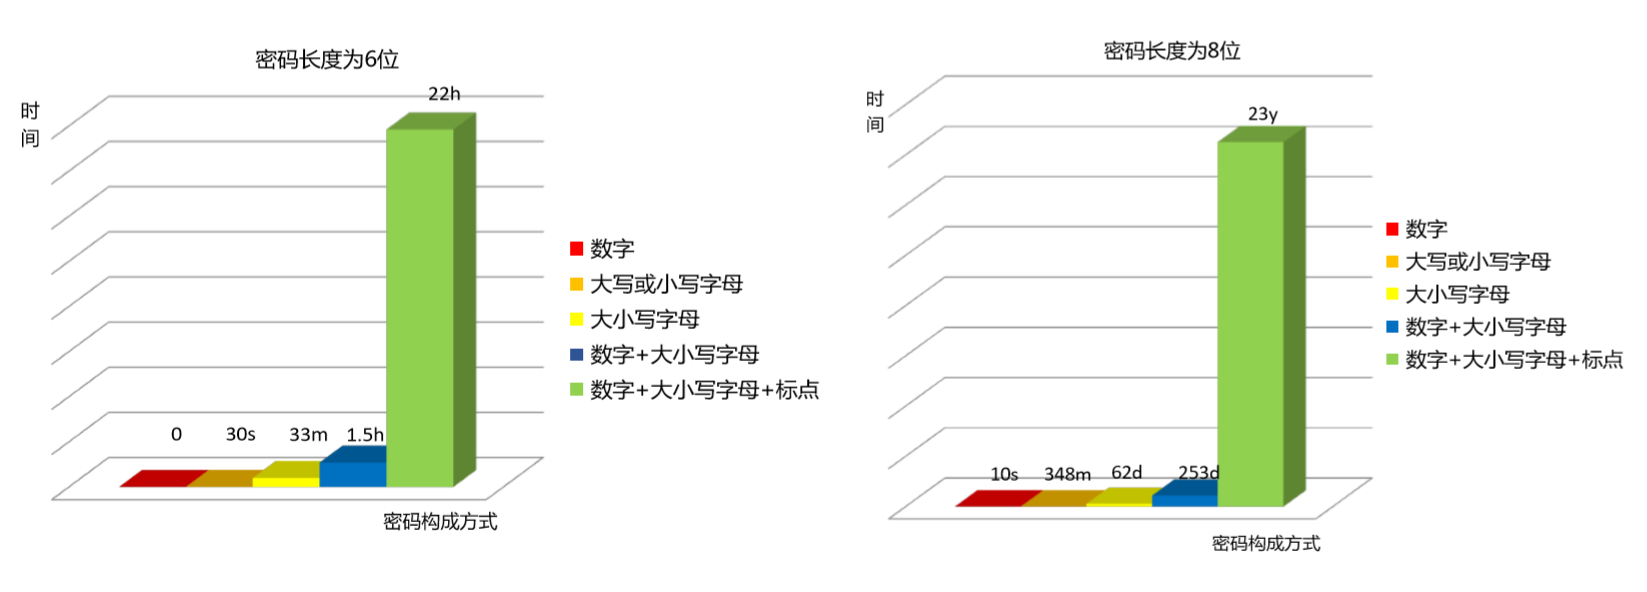 密码长度为6位
时
间
22h
0
30s
33m
1.5h
密码构成方式
数字
大写或小写字母
大小写字母
数字+大小写字母
数字+大小写字母+标点
密码长度为8位
时
间
23y
10s
348m
62d
253d
密码构成方式
数字
大写或小写字母
大小写字母
数字+大小写字母
数字+大小写字母+标点